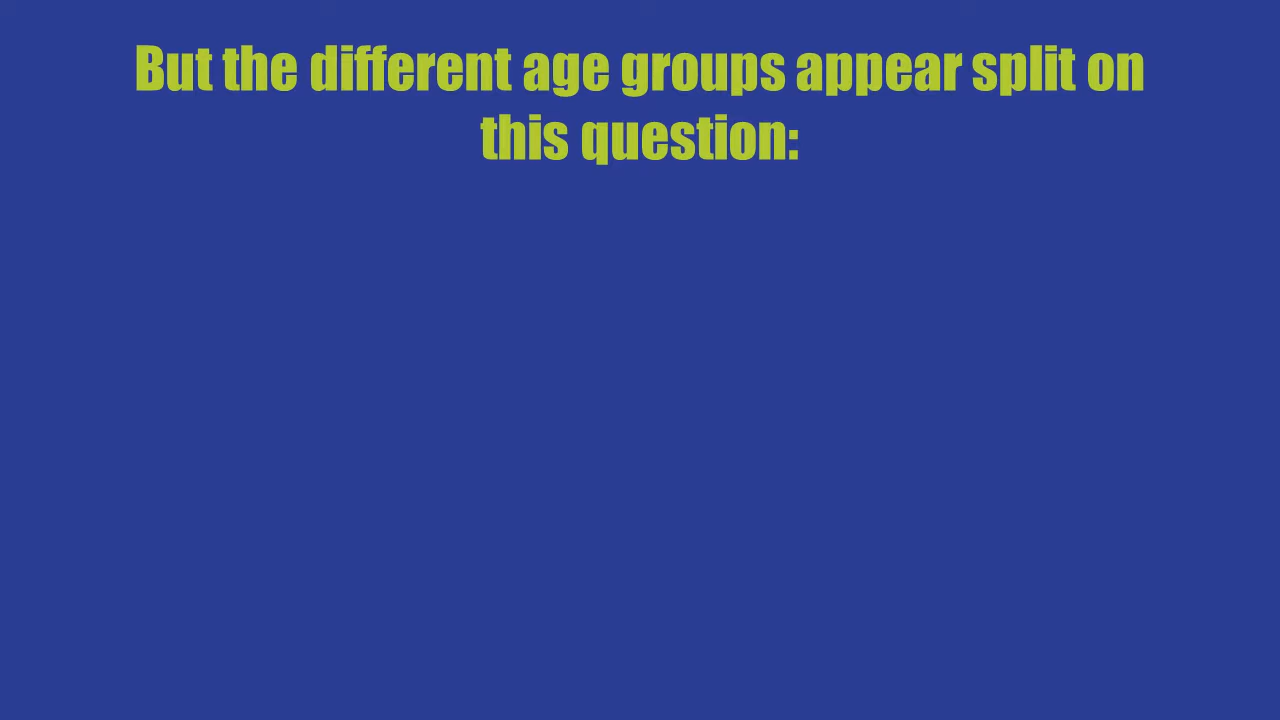 But the different age groups appear split on
this question: